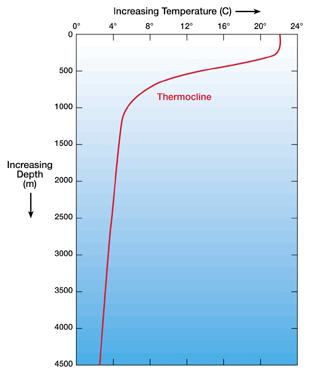 Increasing Temperature (C)
0° 4° 8° 12° 16° 20° 24°
0
500
Thermocline
1000
1500
Increasing
Depth
(m)
2000
2500
3000
3500
4000
4500